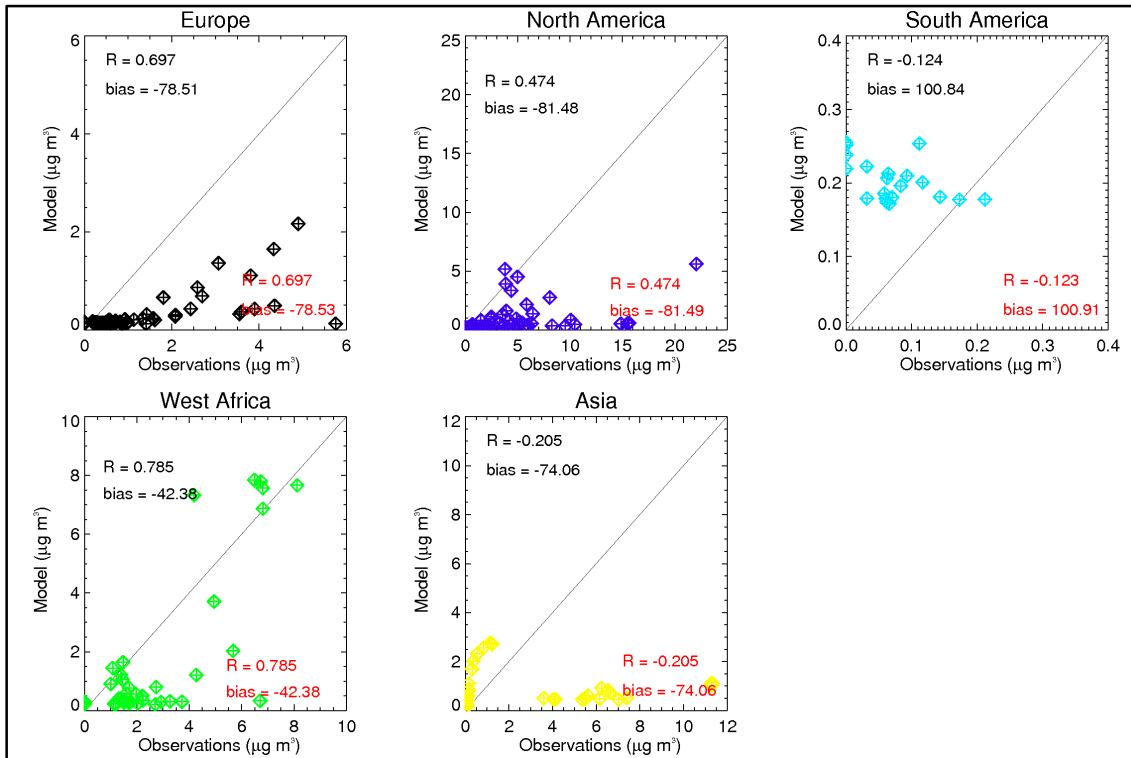 Europe
6
4
2
0
Model (µg m³)
R = 0.697
bias = -78.51
R = 0.697
bias = -78.53
0 2 4 6
Observations (µg m³)
North America
25
20
15
10
5
0
Model (µg m³)
R = 0.474
bias = -81.48
R = 0.474
bias = -81.49
0 5 10 15 20 25
Observations (µg m³)
South America
0.4
0.3
0.2
0.1
0.0
Model (µg m³)
R = -0.124
bias = 100.84
R = -0.123
bias = 100.91
0.0 0.1 0.2 0.3 0.4
Observations (µg m³)
West Africa
10
8
6
4
2
0
Model (µg m³)
R = 0.785
bias = -42.38
R = 0.785
bias = -42.38
0 2 4 6 8 10
Observations (µg m³)
Asia
12
10
8
6
4
2
0
Model (µg m³)
R = -0.205
bias = -74.06
R = -0.205
bias = -74.06
0 2 4 6 8 10 12
Observations (µg m³)